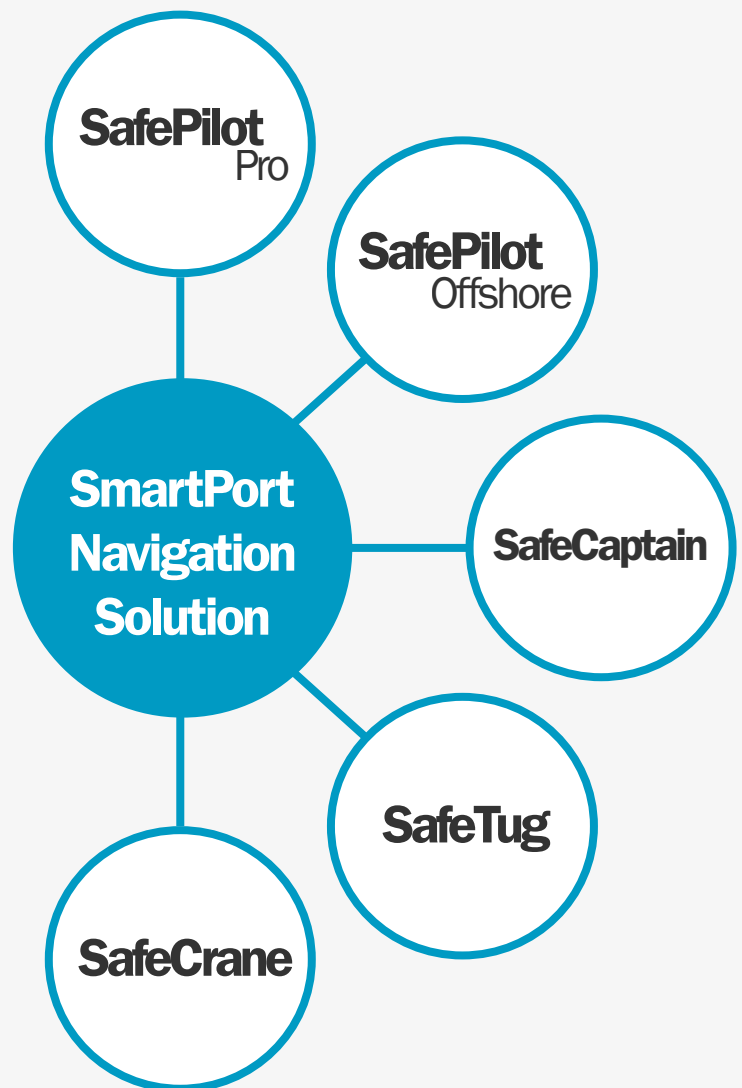 SafePilot
Pro
SafePilot
Offshore
SmartPort
Navigation
Solution
SafeCaptain
SafeTug
SafeCrane